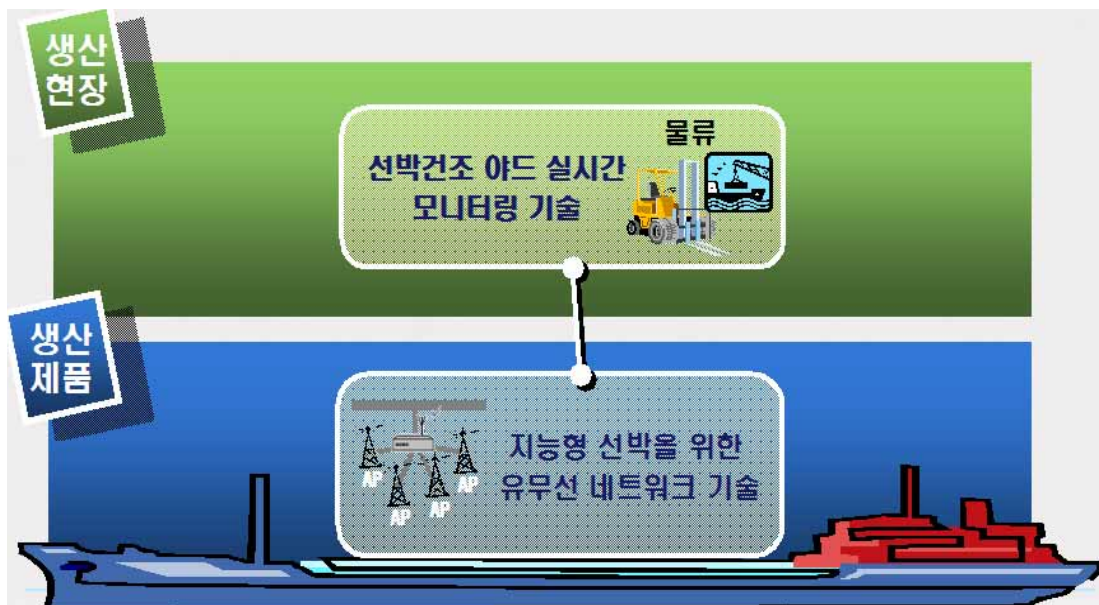 생산
현장
물류
선박건조 야드 실시간
모니터링 기술
생산
제품
지능형 선박을 위한
유무선 네트워크 기술
AP
AP
AP
AP